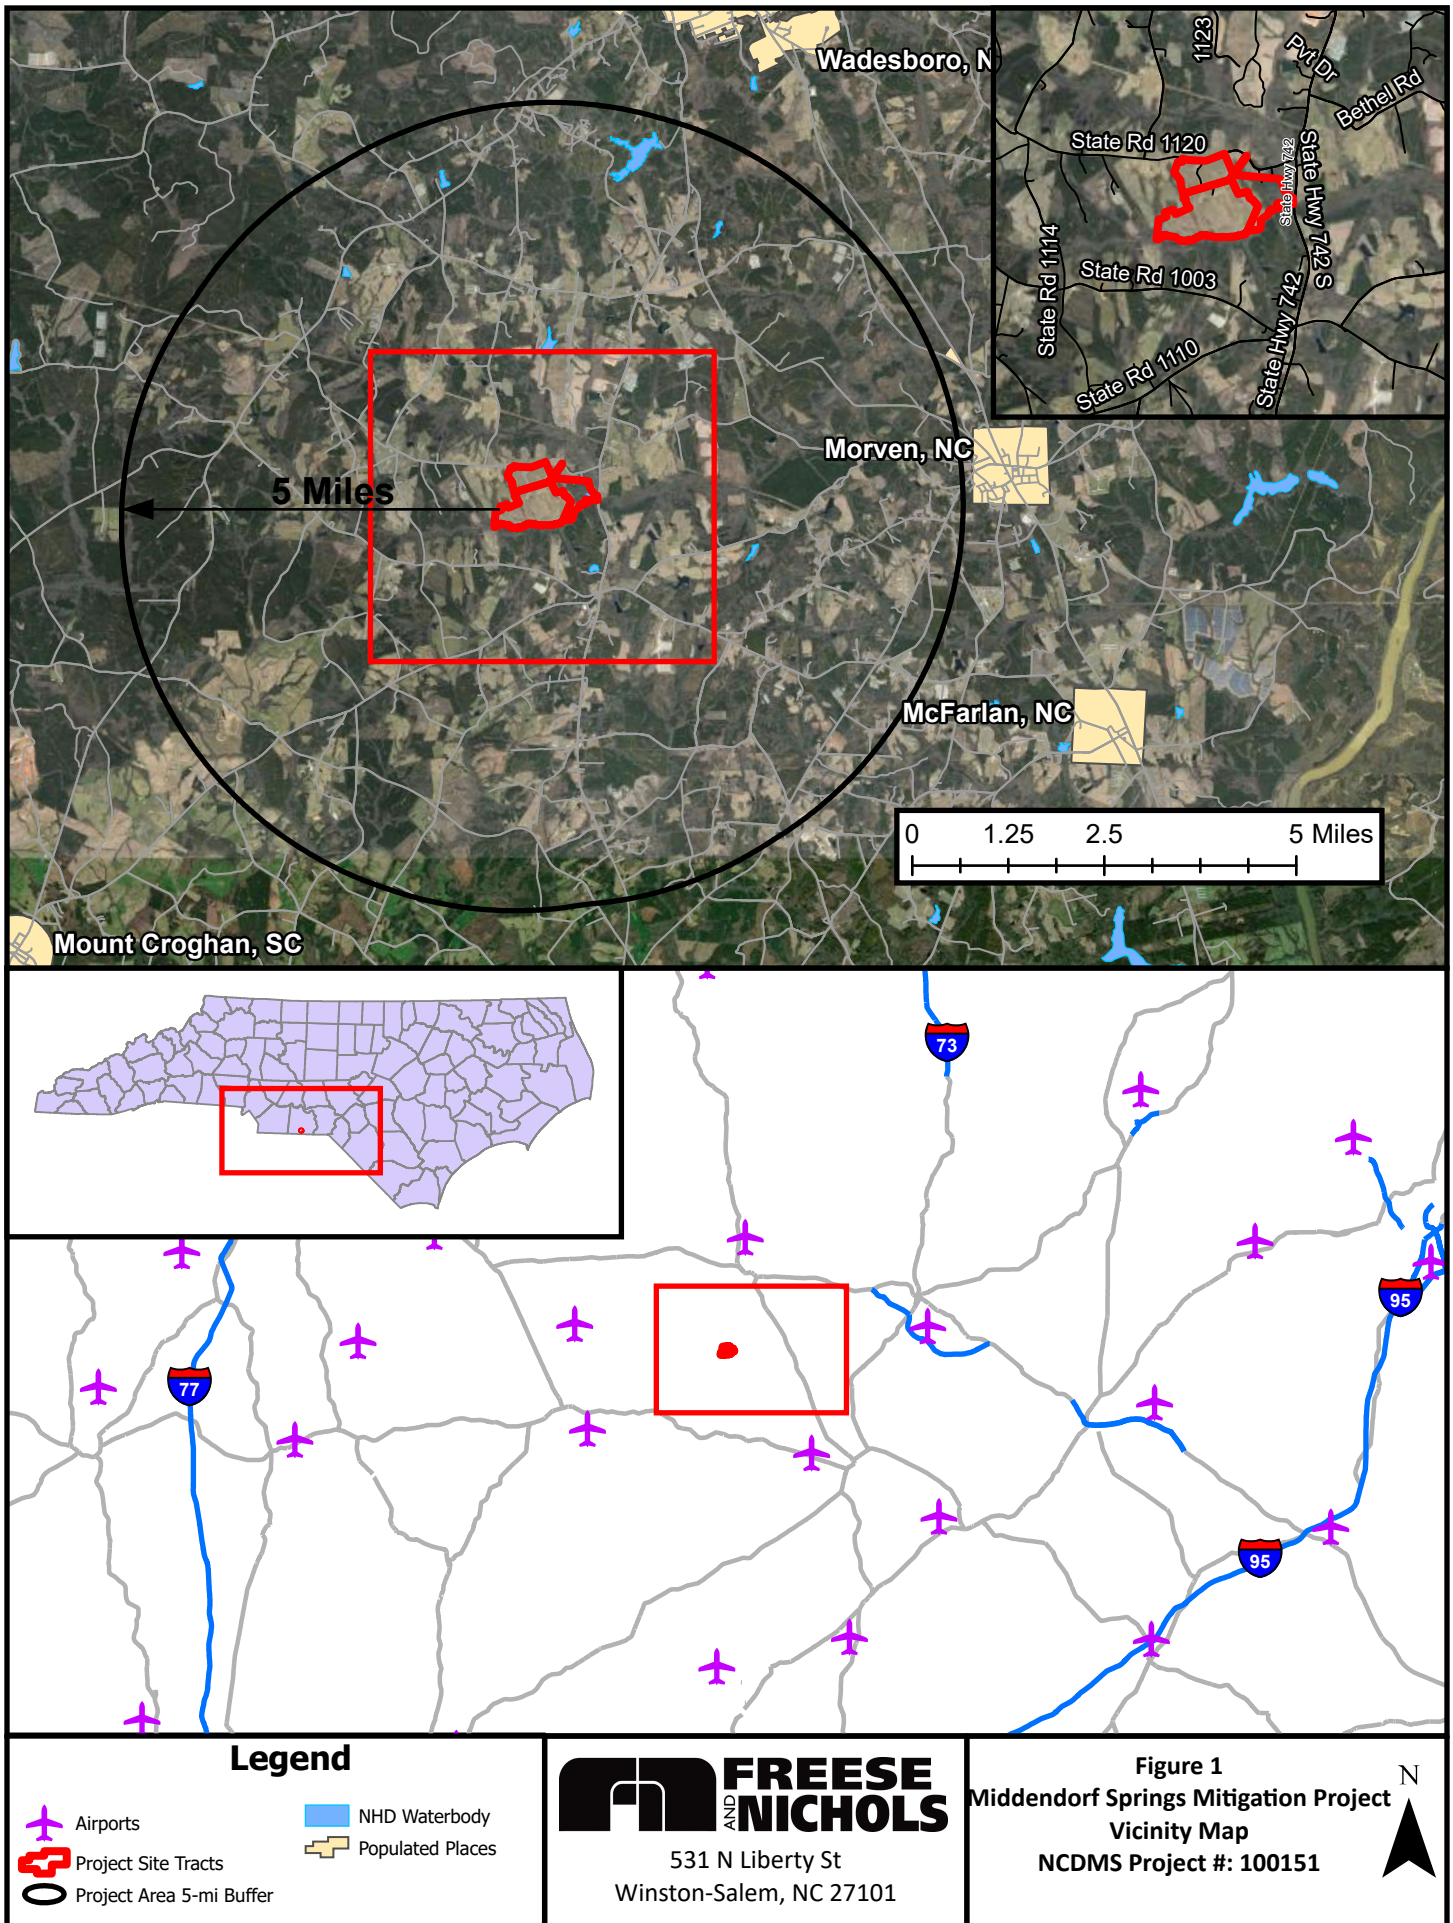 Wadesboro, N
1123
Pvt Dr
Bethel Rd
State Rd 1120
State Hwy 742
State Hwy 742 S
State Rd 1114
State Rd 1003
State Hwy 742
State Rd 1110
5 Miles
Morven, NC
McFarlan, NC
0 1.25 2.5 5 Miles
Mount Croghan, SC
73
95
77
95
Legend
Airports
Project Site Tracts
Project Area 5-mi Buffer
NHD Waterbody
Populated Places
FREESE
AND
NICHOLS
531 N Liberty St
Winston-Salem, NC 27101
Figure 1
Middendorf Springs Mitigation Project
Vicinity Map
NCDMS Project #: 100151
N